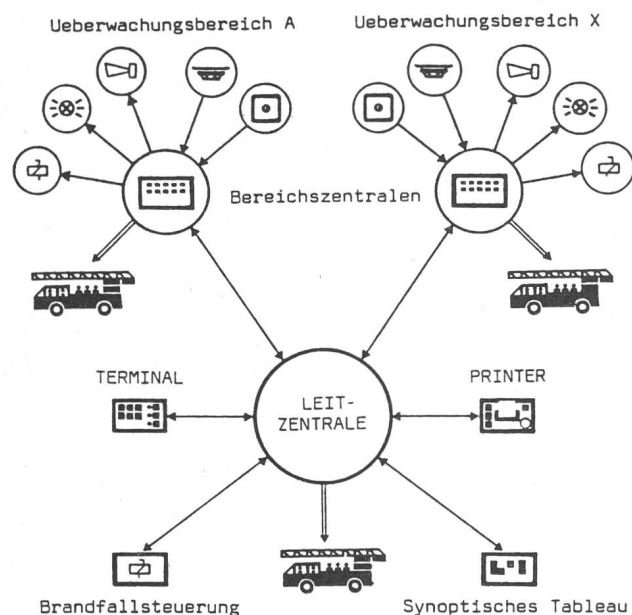 Ueberwachungsbereich A
Ueberwachungsbereich X
Bereichszentralen
TERMINAL
PRINTER
LEIT-
ZENTRALE
Brandfallsteuerung
Synoptisches Tableau